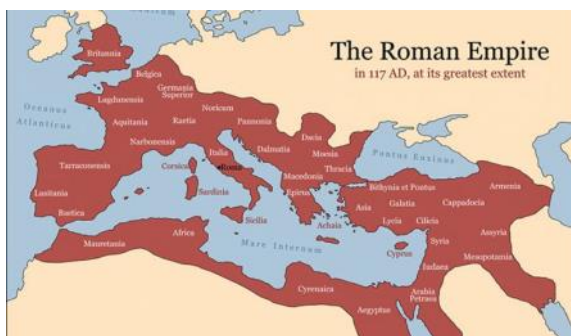 The Roman Empire
in 117 AD, at its greatest extent
Britannia
Belgica
Germania
Superior
Lugdunensis
Noricum
Raetia
Pannonia
Aquitania
Oceanus
Atlanticus
Dacia
Narbonensis
Italia
Dalmatia
Moesia
Pontus Euxinus
Tarraconensis
Corsica
Roma
Thracia
Macedonia
Bithynia et Pontus
Armenia
Lusitania
Sardinia
Epirus
Asia
Galatia
Cappadocia
Baetica
Sicilia
Achaia
Lycia
Cilicia
Assyria
Mauretania
Africa
Mare Internum
Cyprus
Syria
Mesopotamia
Iudaea
Cyrenaica
Arabia
Petraea
Aegyptus